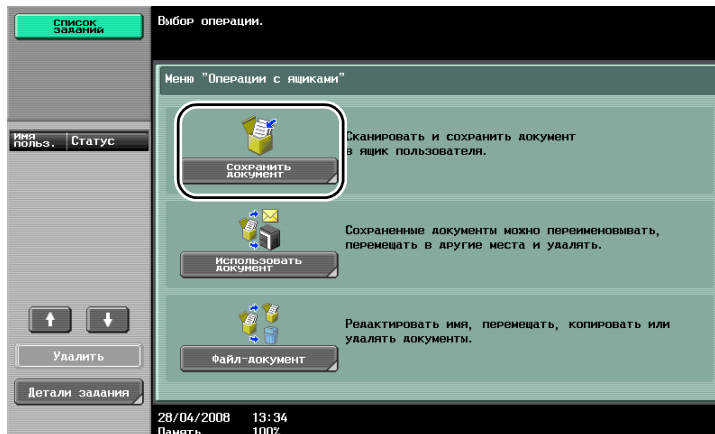 Список
заданий
Выбор операции.
Меню "Операции с ящиками"
Имя
польз.
Статус
Сканировать и сохранить документ
в ящик пользователя.
Сохранить
документ
Сохраненные документы можно переименовывать,
перемещать в другие места и удалять.
Использовать
документ
Редактировать имя, перемещать, копировать или
удалять документы.
Файл-документ
Удалить
Детали задания
28/04/2008 13:34
Память 100%